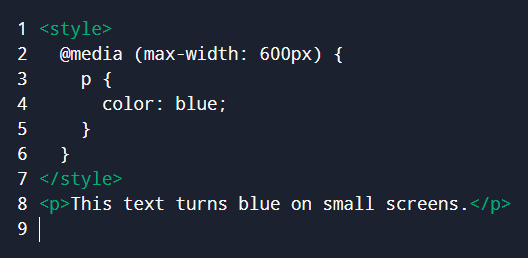 1 <style>
2   @media (max-width: 600px) {
3     p {
4       color: blue;
5     }
6   }
7 </style>
8 <p>This text turns blue on small screens.</p>
9